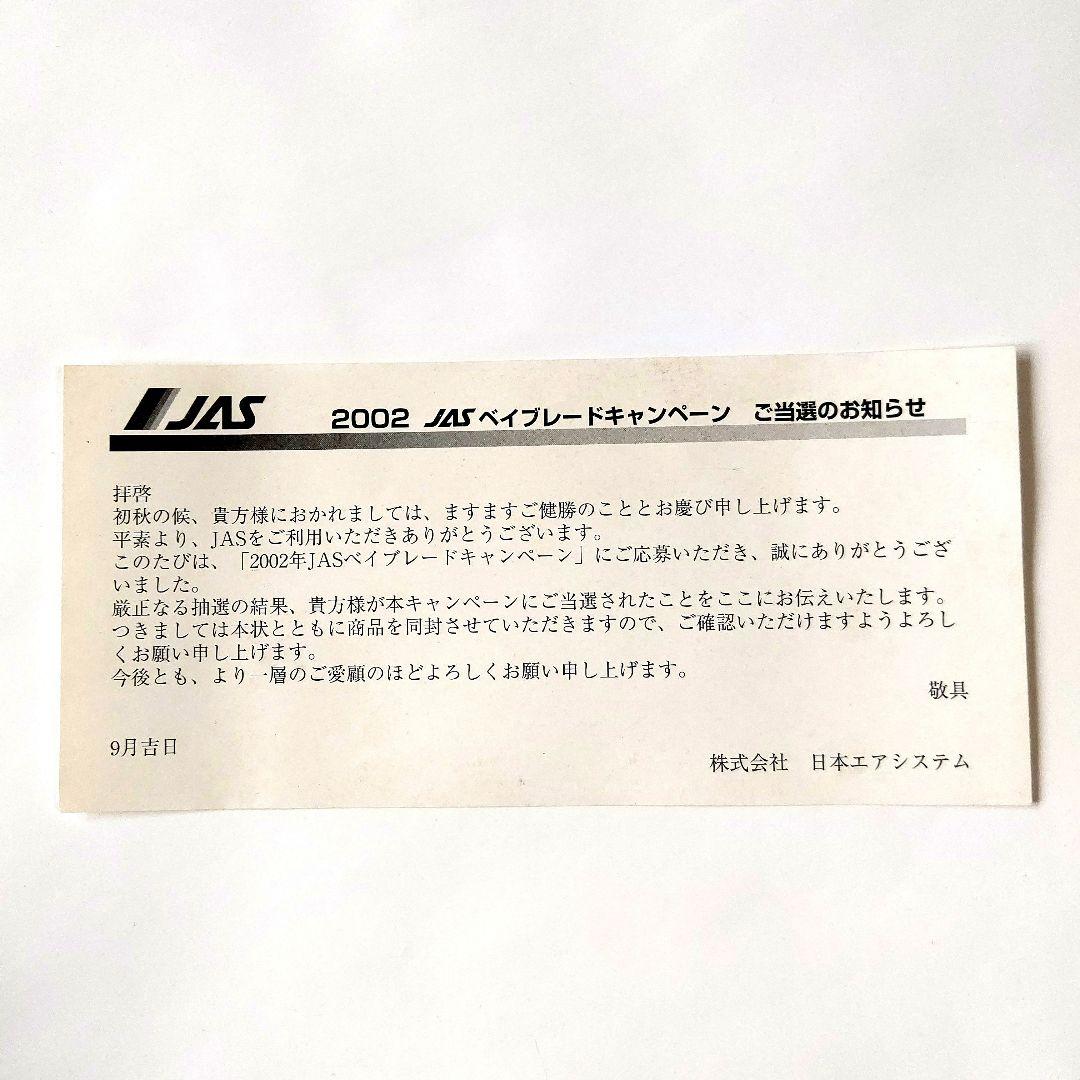 JAS
2002 JASベイブレードキャンペーン ご当選のお知らせ
拝啓
初秋の候、貴方様におかれましては、ますますご健勝のこととお慶び申し上げます。
平素より、JASをご利用いただきありがとうございます。
このたびは、「2002年JASベイブレードキャンペーン」にご応募いただき、誠にありがとうござ
いました。
厳正なる抽選の結果、貴方様が本キャンペーンにご当選されたことをここにお伝えいたします。
つきましては本状とともに商品を同封させていただきますので、ご確認いただけますようよろし
くお願い申し上げます。
今後とも、より一層のご愛顧のほどよろしくお願い申し上げます。
敬具
9月吉日
株式会社 日本エアシステム